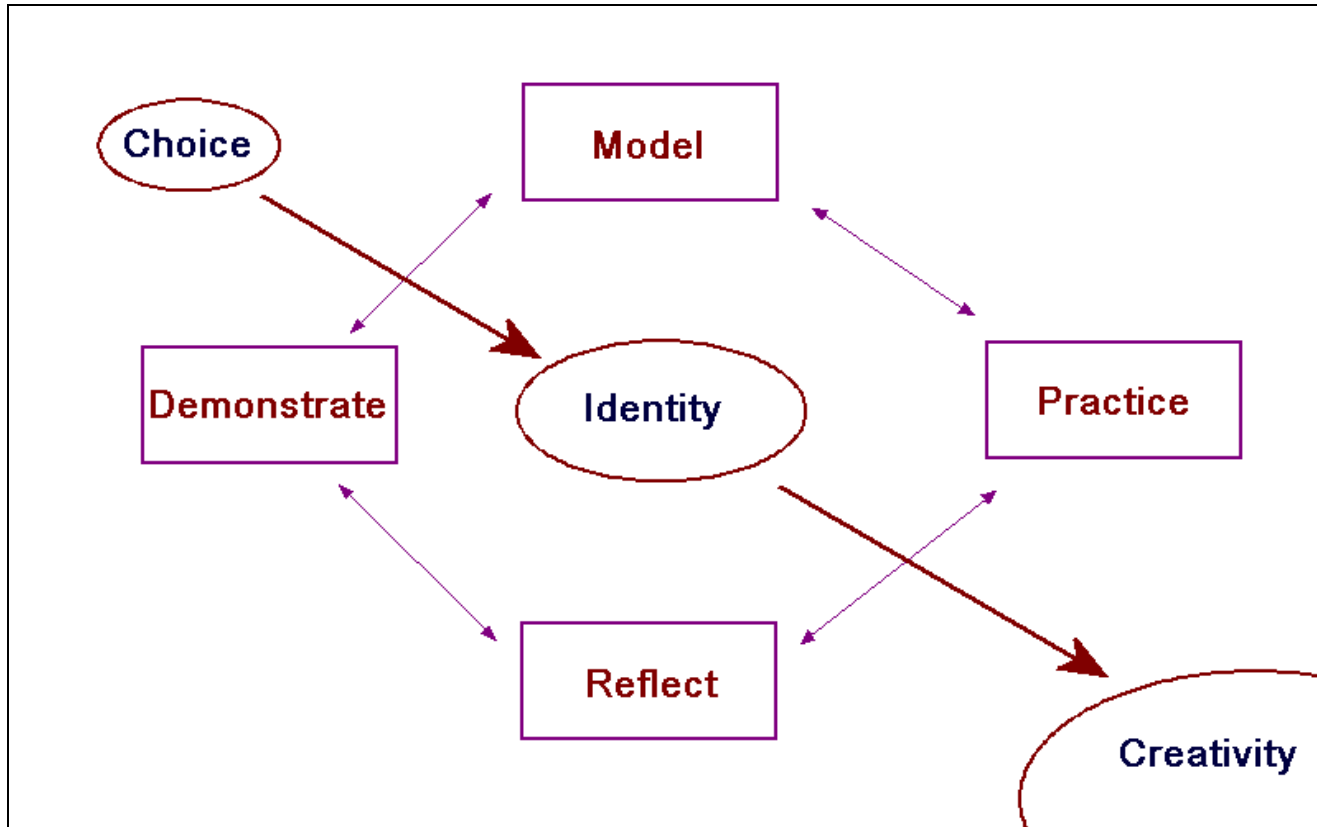 Choice
Model
Demonstrate
Identity
Practice
Reflect
Creativity